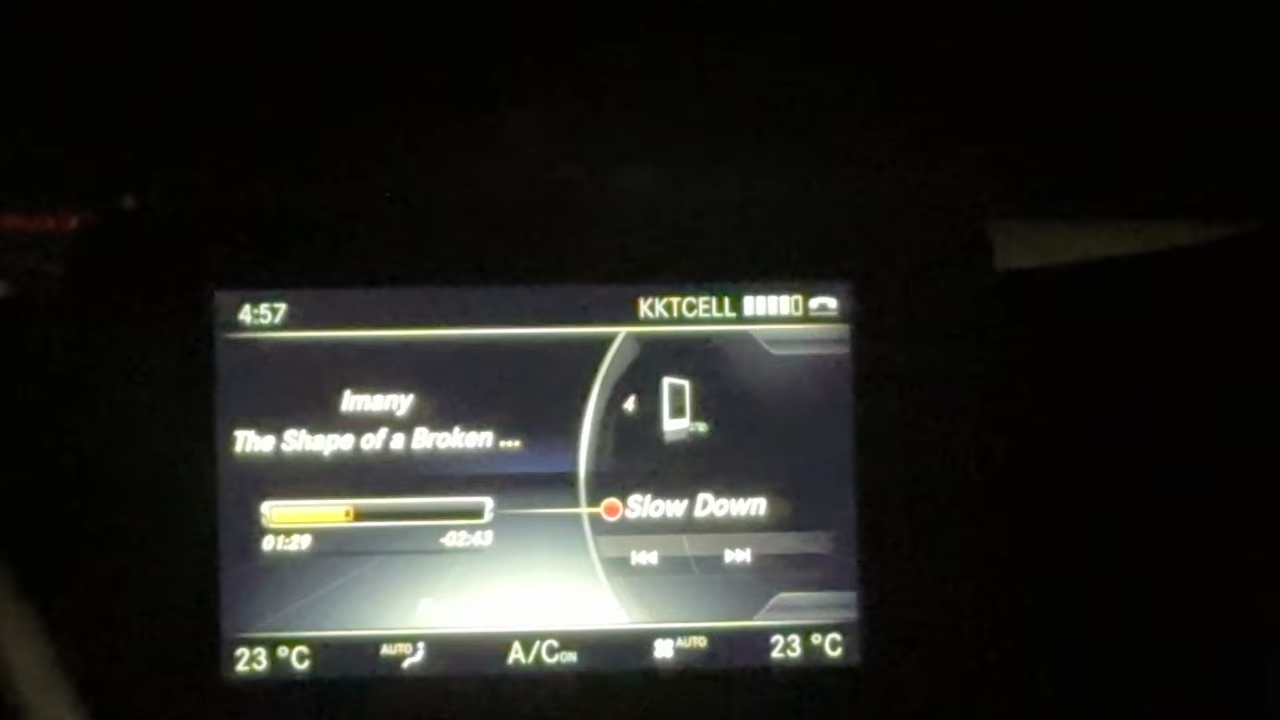 4:57
KKTCELL
Imany
The Shape of a Broken ...
4
Slow Down
01:29
-02:43
23 °C
AUTO
A/C ON
AUTO
23 °C